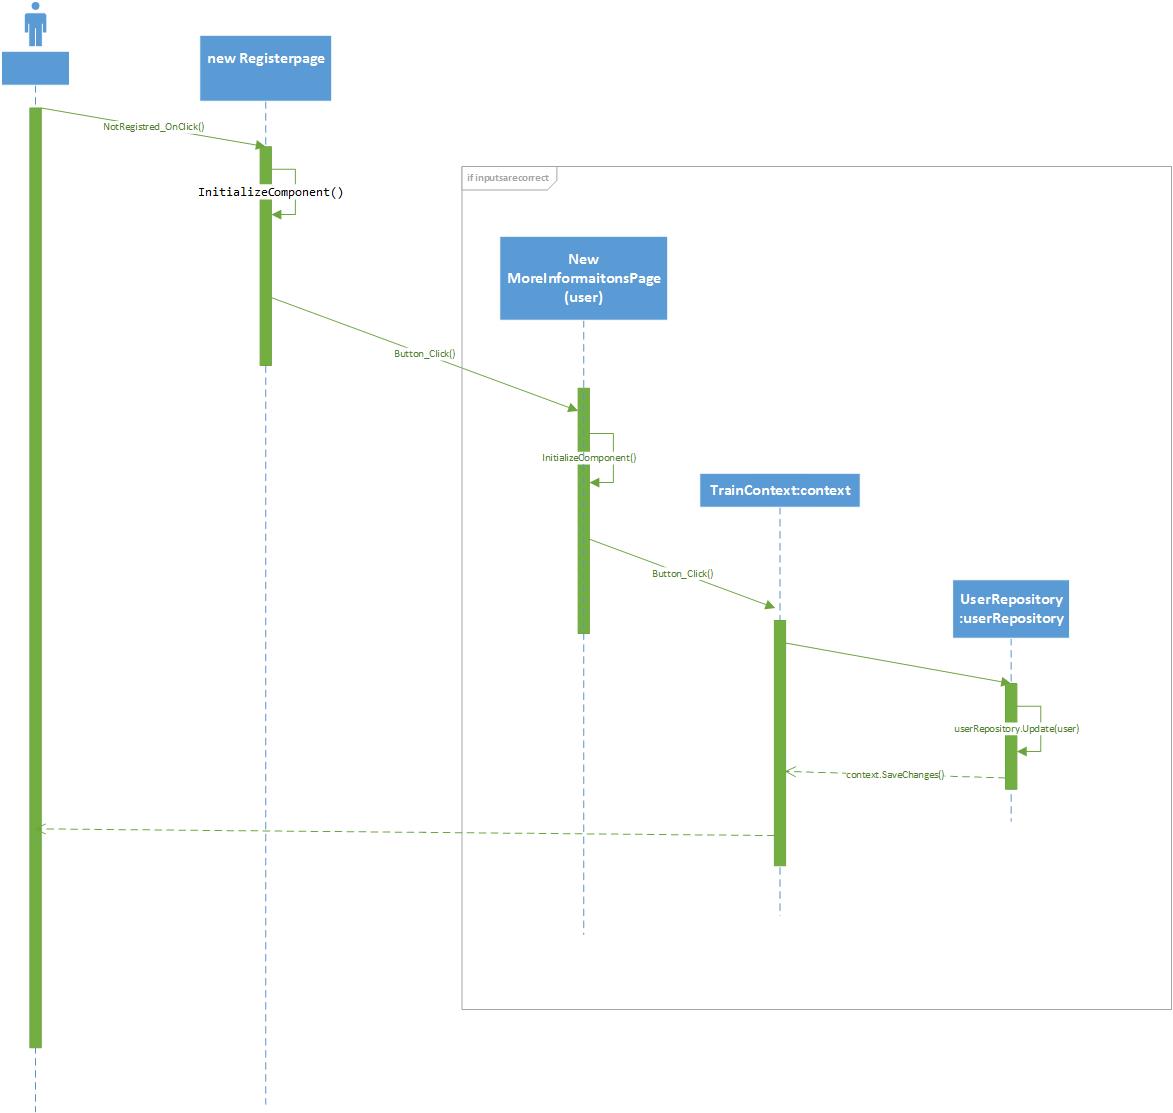 new Registerpage
NotRegistred_OnClick()
InitializeComponent()
if inputsarecorrect
New
MoreInformaitonsPage
(user)
Button_Click()
InitializeComponent()
TrainContext:context
Button_Click()
UserRepository
:userRepository
userRepository.Update(user)
context.SaveChanges()